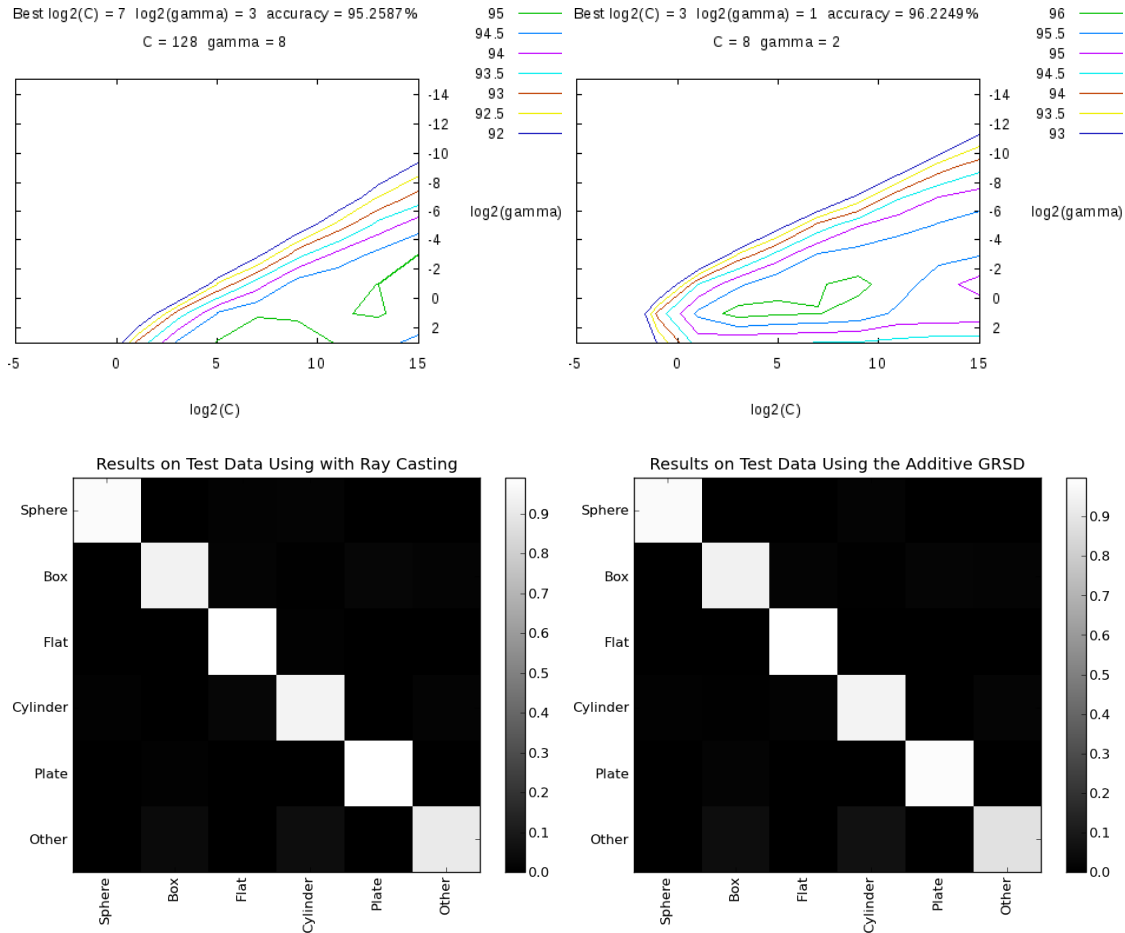 Best log2(C) = 7 log2(gamma) = 3 accuracy = 95.2587%
C = 128 gamma = 8
95
94.5
94
93.5
93
92.5
92
-14
-12
-10
-8
-6
-4
-2
0
2
log2(gamma)
-5
0
5
10
15
log2(C)
Best log2(C) = 3 log2(gamma) = 1 accuracy = 96.2249%
C = 8 gamma = 2
96
95.5
95
94.5
94
93.5
93
-14
-12
-10
-8
-6
-4
-2
0
2
log2(gamma)
-5
0
5
10
15
log2(C)
Results on Test Data Using with Ray Casting
Sphere
Box
Flat
Cylinder
Plate
Other
Sphere
Box
Flat
Cylinder
Plate
Other
0.9
0.8
0.7
0.6
0.5
0.4
0.3
0.2
0.1
0.0
Results on Test Data Using the Additive GRSD
Sphere
Box
Flat
Cylinder
Plate
Other
Sphere
Box
Flat
Cylinder
Plate
Other
0.9
0.8
0.7
0.6
0.5
0.4
0.3
0.2
0.1
0.0